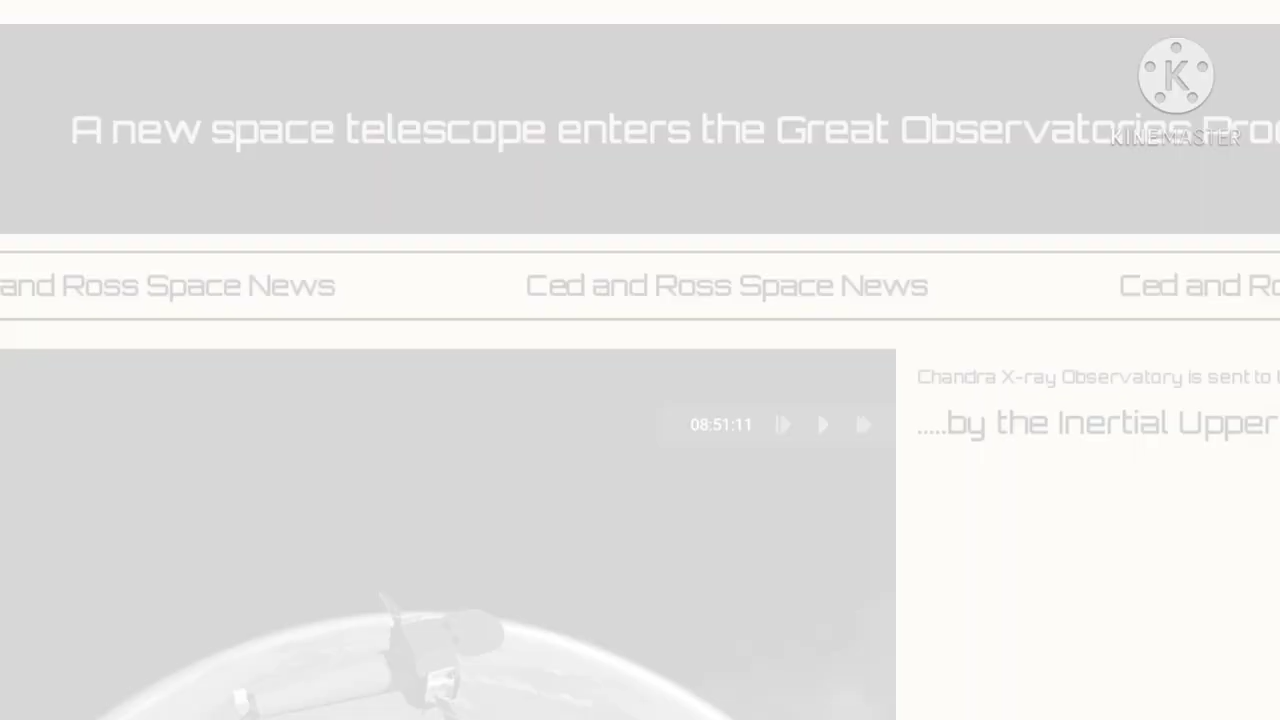 A new space telescope enters the Great Observatories
KINEMASTER
and Ross Space News Ced and Ross Space News Ced and
Chandra X-ray Observatory is sent to
08:51:11
.....by the Inertial Upper